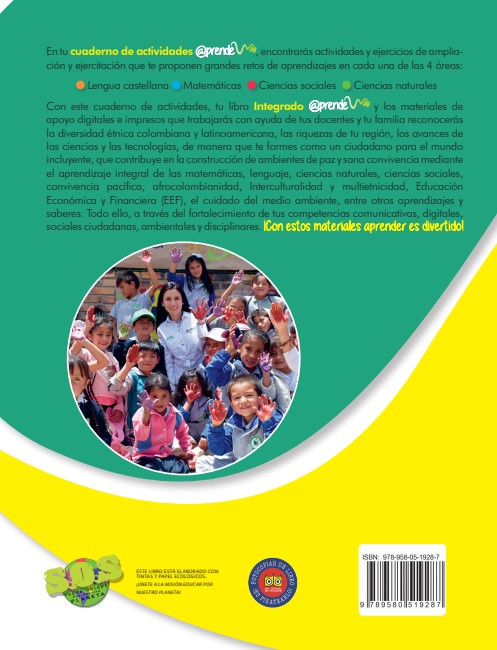 En tu cuaderno de actividades @prende Más, encontrarás actividades y ejercicios de amplia-
ción y ejercitación que te proponen grandes retos de aprendizajes en cada una de las 4 áreas:
Lengua castellana Matemáticas Ciencias sociales Ciencias naturales
Con este cuaderno de actividades, tu libro Integrado @prende Más y los materiales de
apoyo digitales e impresos que trabajarás con ayuda de tus docentes y tu familia reconocerás
la diversidad étnica colombiana y latinoamericana, las riquezas de tu región, los avances de
las ciencias y las tecnologías, de manera que te formes como un ciudadano para el mundo
incluyente, que contribuye en la construcción de ambientes de paz y sana convivencia mediante
el aprendizaje integral de las matemáticas, lenguaje, ciencias naturales, ciencias sociales,
convivencia pacífica, afrocolombianidad, Interculturalidad y multietnicidad, Educación
Económica y Financiera (EEF), el cuidado del medio ambiente, entre otros aprendizajes y
saberes. Todo ello, a través del fortalecimiento de tus competencias comunicativas, digitales,
sociales ciudadanas, ambientales y disciplinares. ¡Con estos materiales aprender es divertido!
S.O.S
PLANETA
ESTE LIBRO ESTÁ ELABORADO CON
TINTAS Y PAPEL ECOLÓGICOS.
¡ÚNETE A LA MISIÓN EDUCAR POR
NUESTRO PLANETA!
FOTOCOPIAR UN LIBRO
¡ES PIRATEARLO!
ISBN: 978-958-05-1928-7
9 789580 519287